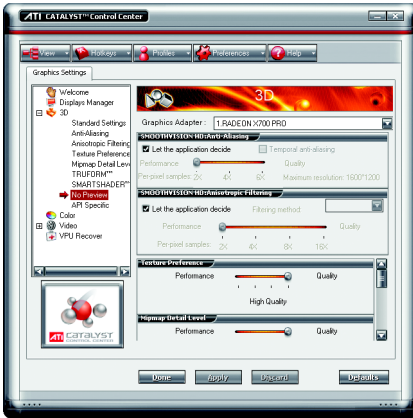 ATI CATALYST™ Control Center
View Hotkeys Profiles Preferences Help
Graphics Settings
Welcome
Displays Manager
3D
Standard Settings
Anti-Aliasing
Anisotropic Filtering
Texture Preference
Mipmap Detail Leve
TRUFORM™
SMARTSHADER™
No Preview
API Specific
Color
Video
VPU Recover
ATI CATALYST
CONTROL CENTER
3D
Graphics Adapter : 1.RADEON X700 PRO
SMOOTHVISION HD:Anti-Aliasing
Let the application decide Temporal anti-aliasing
Performance Quality
Per-pixel samples: 2X 4X 6X Maximum resolution: 1600*1200
SMOOTHVISION HD:Anisotropic Filtering
Let the application decide Filtering method
Performance Quality
Per-pixel samples: 2X 4X 8X 16X
Texture Preference
Performance Quality
High Quality
Mipmap Detail Level
Performance Quality
Done Apply Discard Defaults